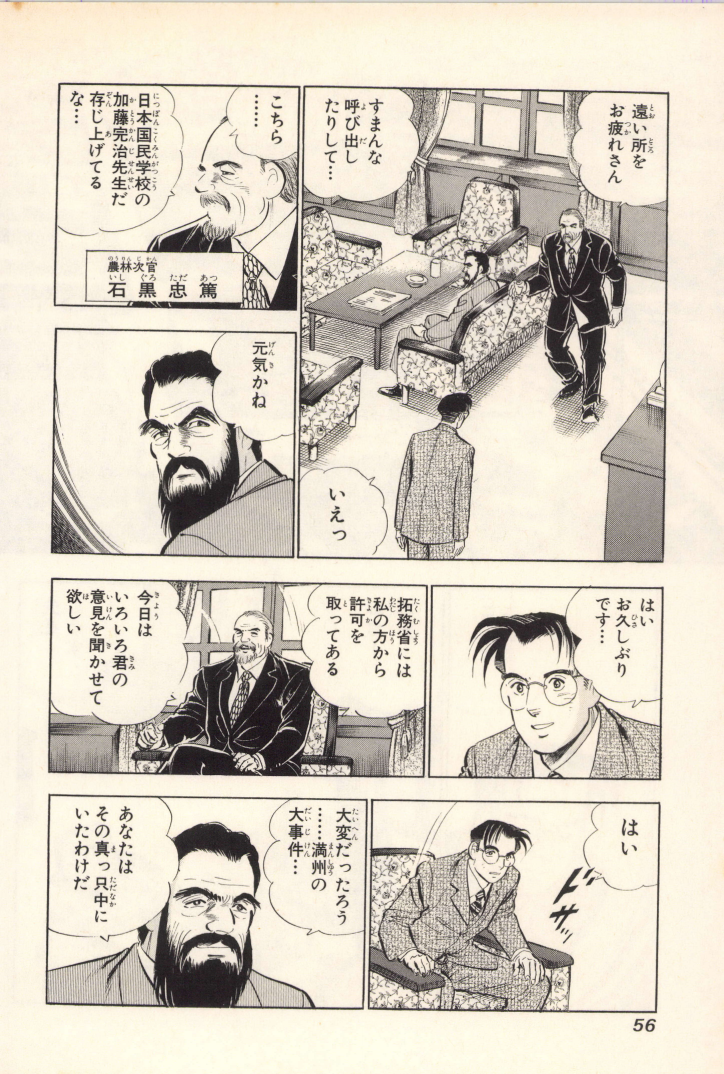 遠い所を
お疲れさん
すまんな
呼び出し
たりして…
いえっ
こちら
……
日本国民学校の
加藤完治先生だ
存じ上げてる
な…
農林次官
石黒忠篤
元気かね
はい
お久しぶり
です…
拓務省には
私の方から
許可を
取ってある
今日は
いろいろ君の
意見を聞かせて
欲しい
はい
ドサッ
大変だったろう
……満州の
大事件…
あなたは
その真っ只中に
いたわけだ
56